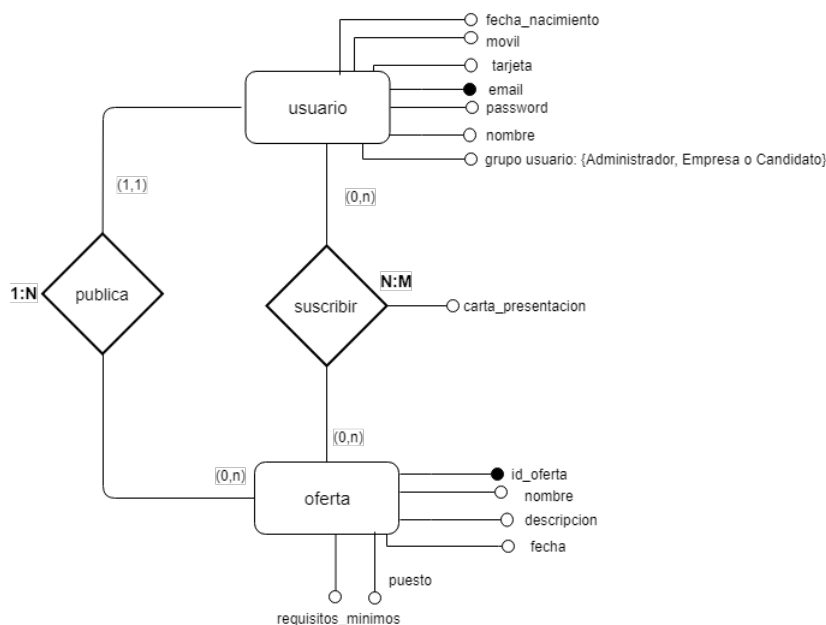 fecha_nacimiento
movil
tarjeta
email
usuario
password
nombre
grupo usuario: {Administrador, Empresa o Candidato}
(1,1)
(0,n)
1:N
publica
N:M
suscribir
carta_presentacion
(0,n)
(0,n)
id_oferta
oferta
nombre
descripcion
fecha
puesto
requisitos_minimos